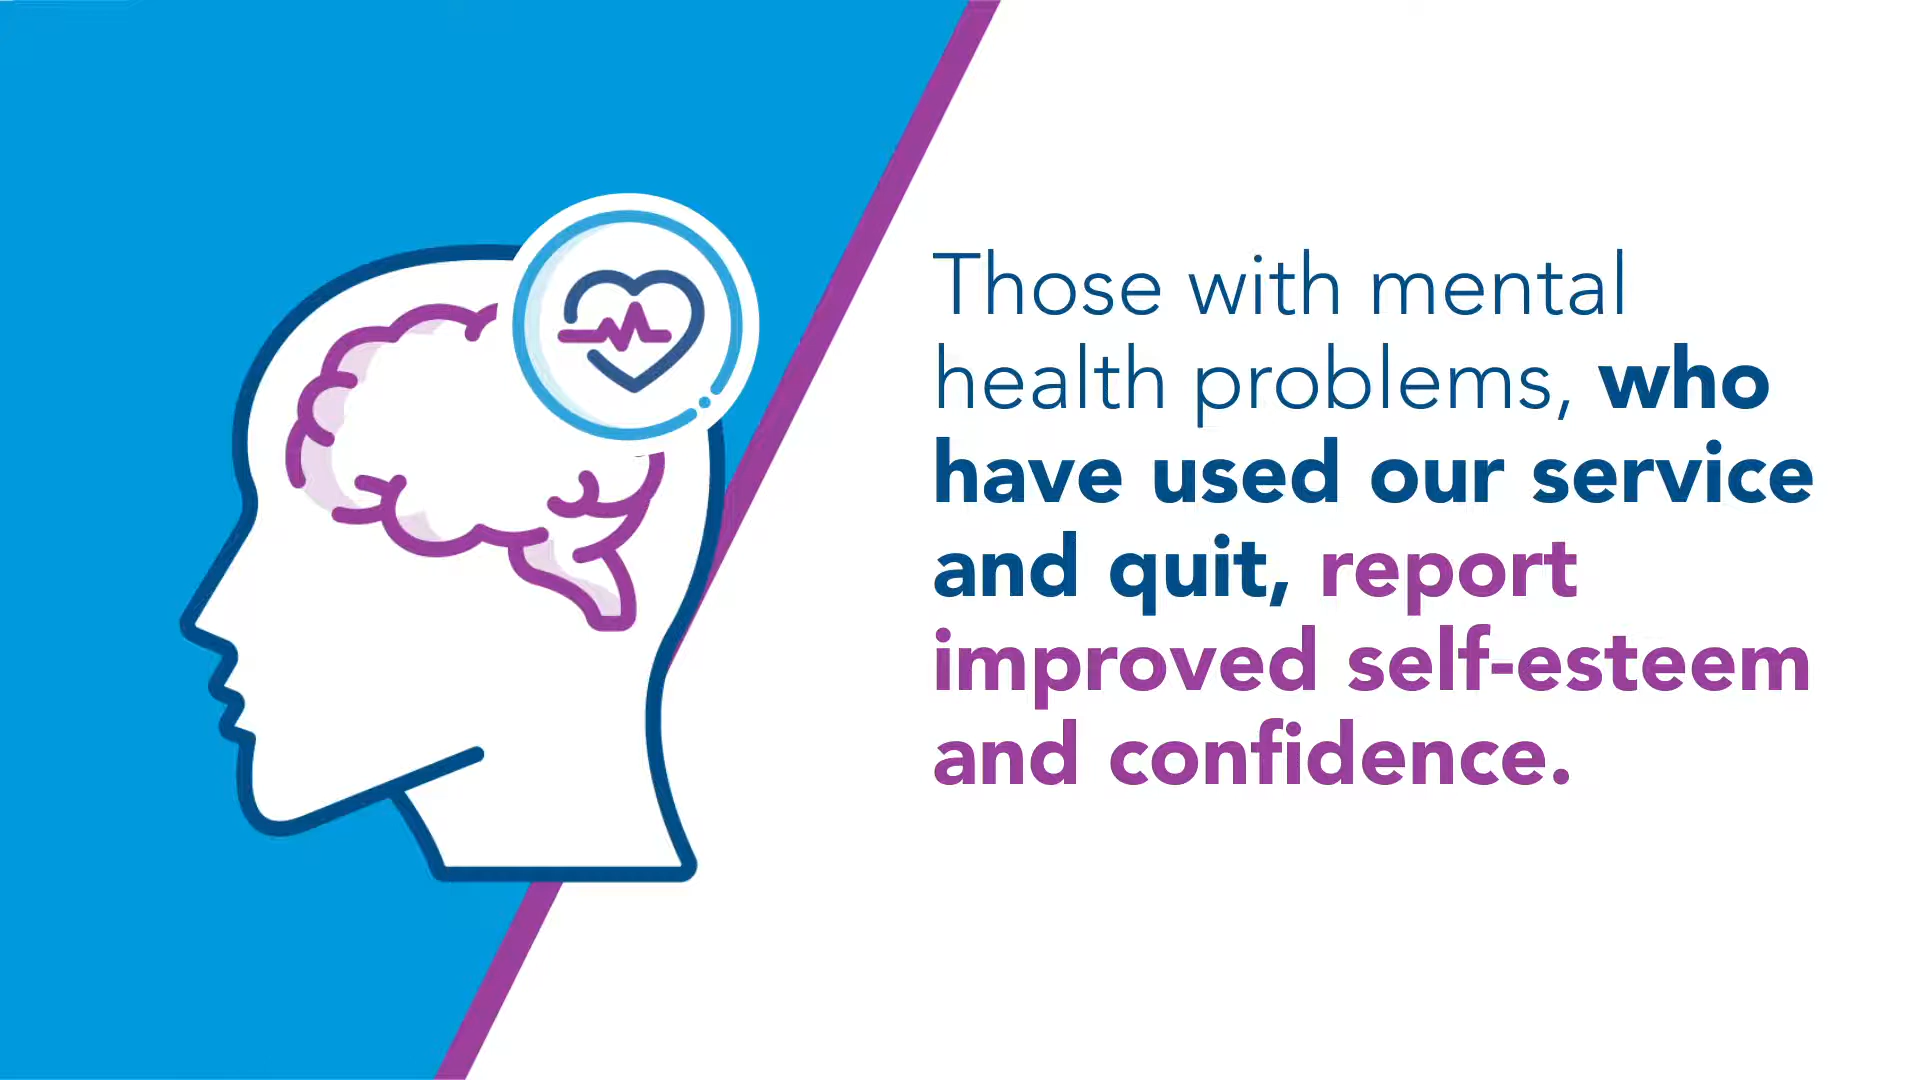 Those with mental
health problems, who
have used our service
and quit, report
improved self-esteem
and confidence.